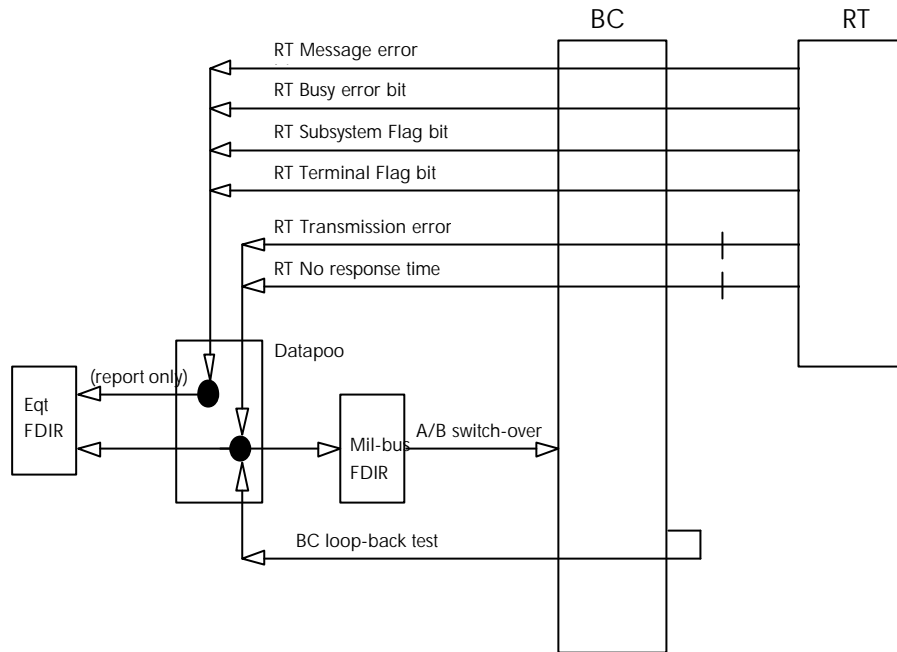 BC
RT
RT Message error
RT Busy error bit
RT Subsystem Flag bit
RT Terminal Flag bit
RT Transmission error
RT No response time
Datapoo
(report only)
Eqt
FDIR
A/B switch-over
Mil-bus
FDIR
BC loop-back test